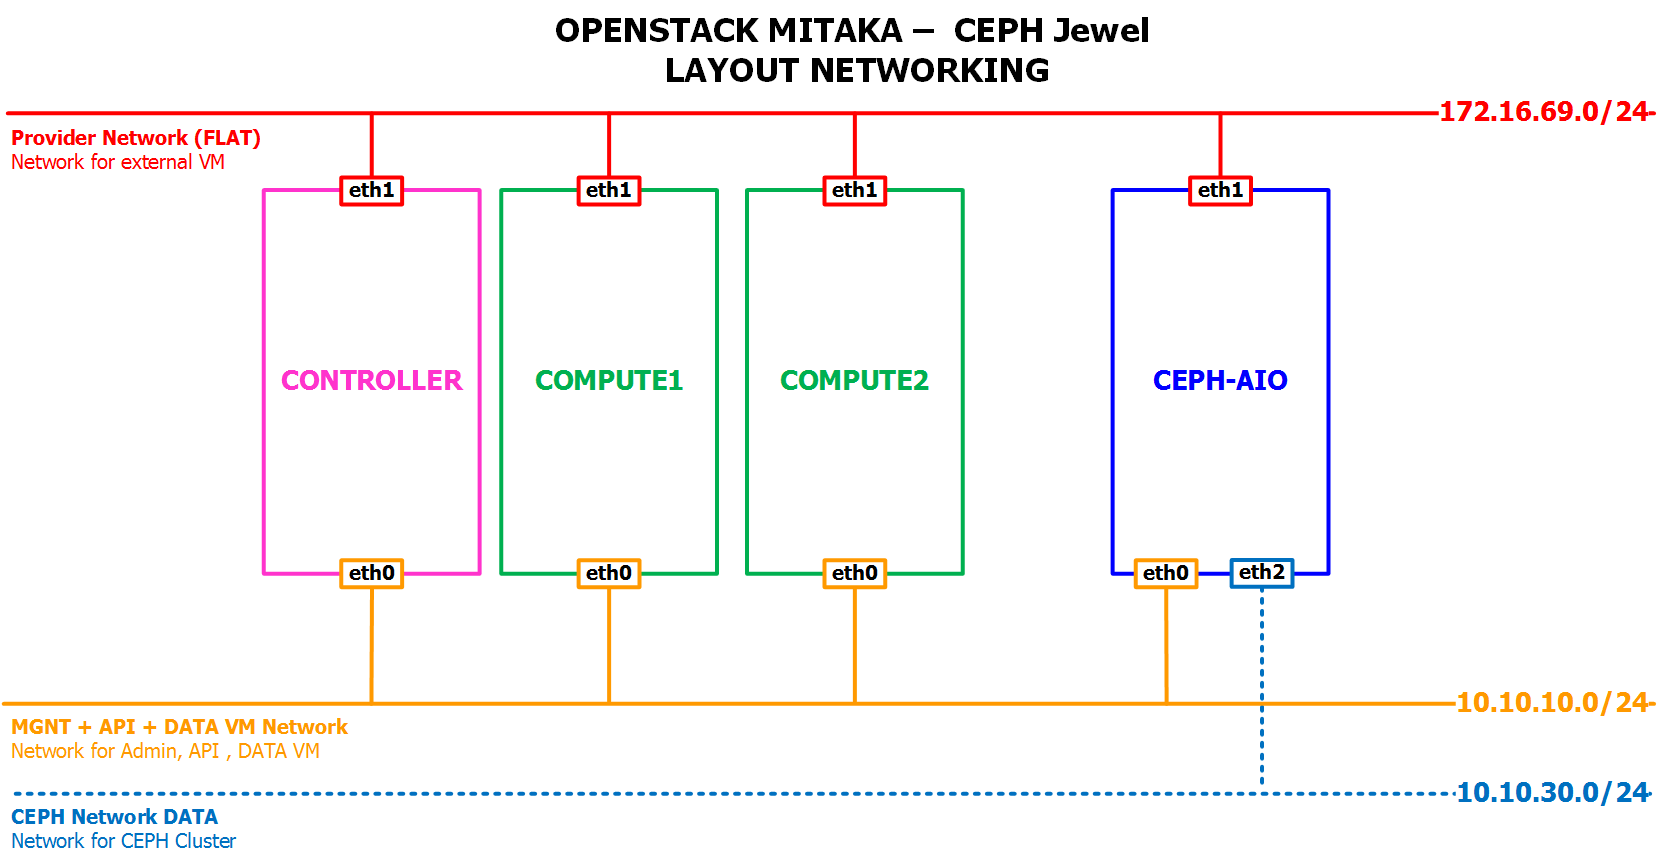 OPENSTACK MITAKA – CEPH Jewel
LAYOUT NETWORKING
172.16.69.0/24
Provider Network (FLAT)
Network for external VM
eth1
eth1
eth1
eth1
CONTROLLER
COMPUTE1
COMPUTE2
CEPH-AIO
eth0
eth0
eth0
eth0
eth2
10.10.10.0/24
MGNT + API + DATA VM Network
Network for Admin, API , DATA VM
10.10.30.0/24
CEPH Network DATA
Network for CEPH Cluster